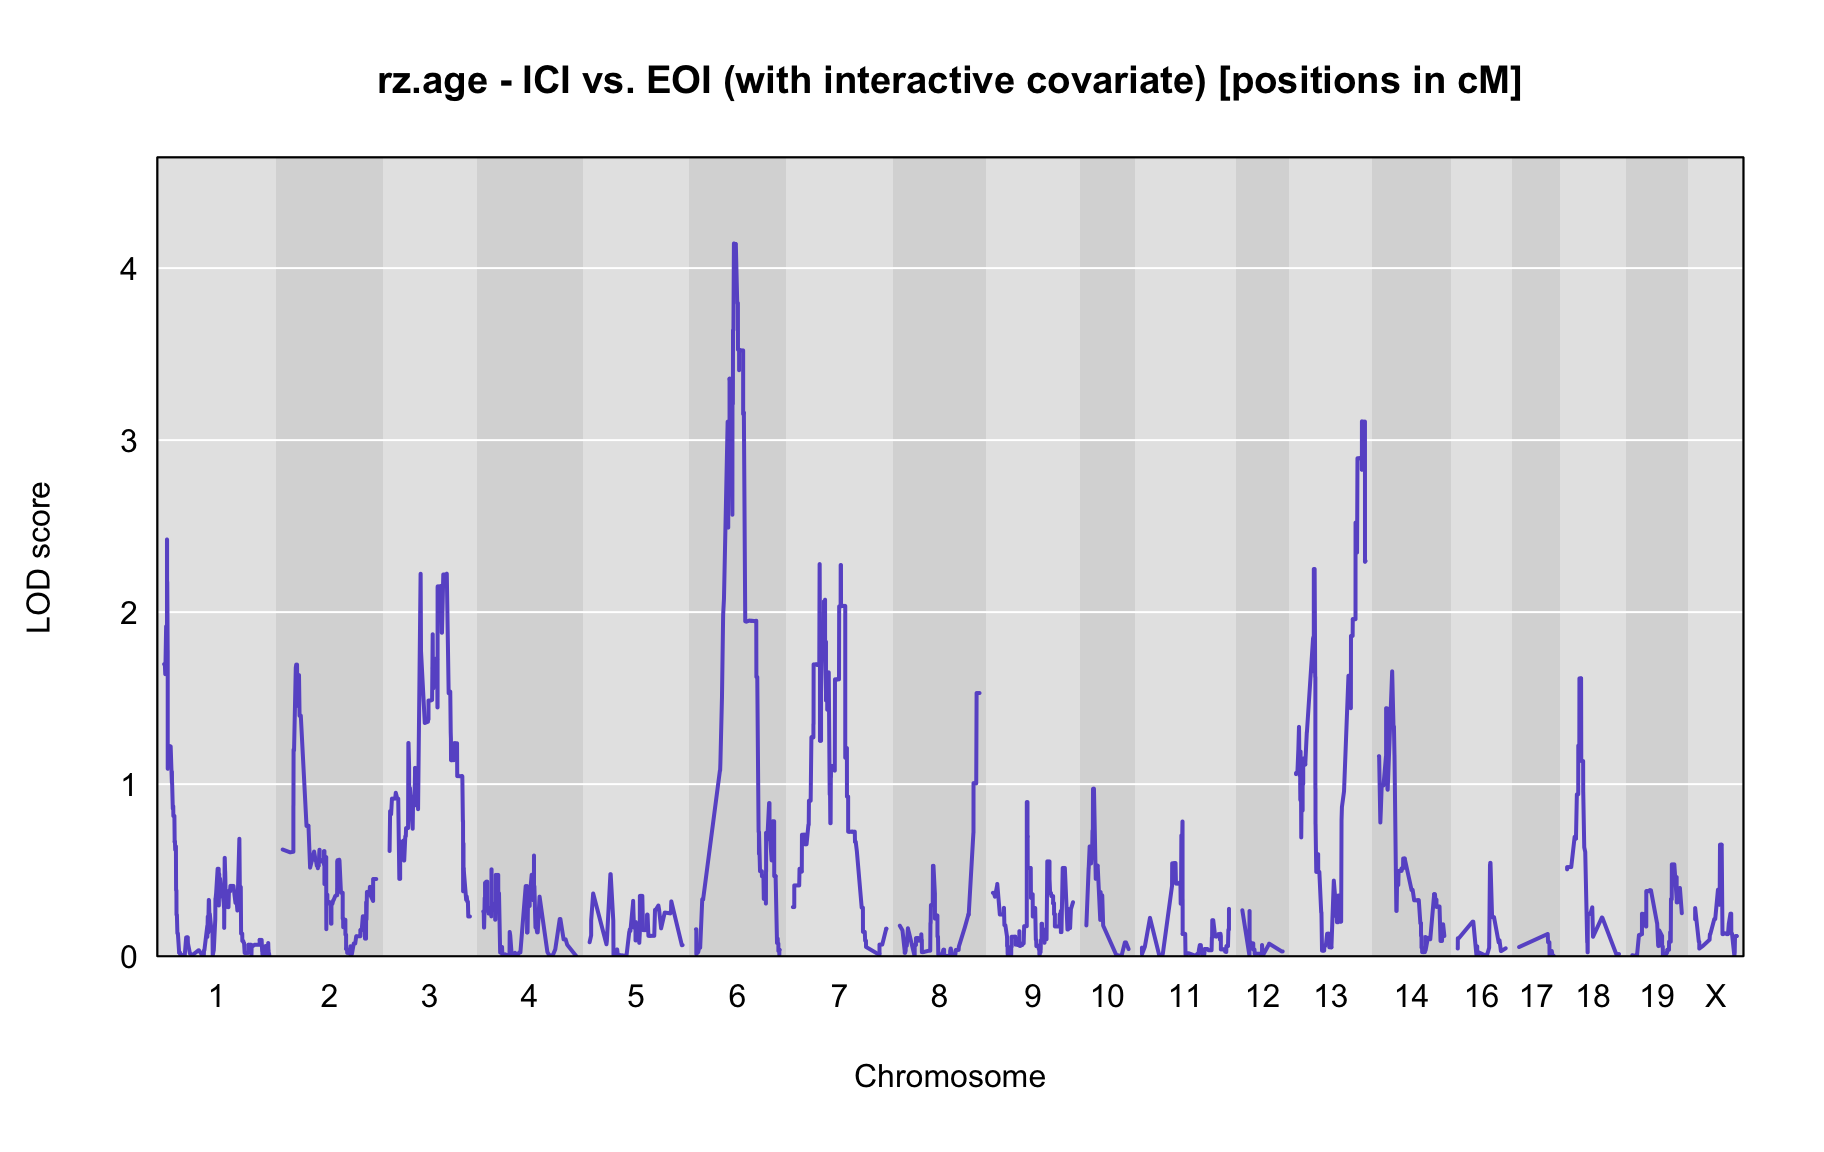 rz.age - ICI vs. EOI (with interactive covariate) [positions in cM]
LOD score
4
3
2
1
0
1 2 3 4 5 6 7 8 9 10 11 12 13 14 16 17 18 19 X
Chromosome